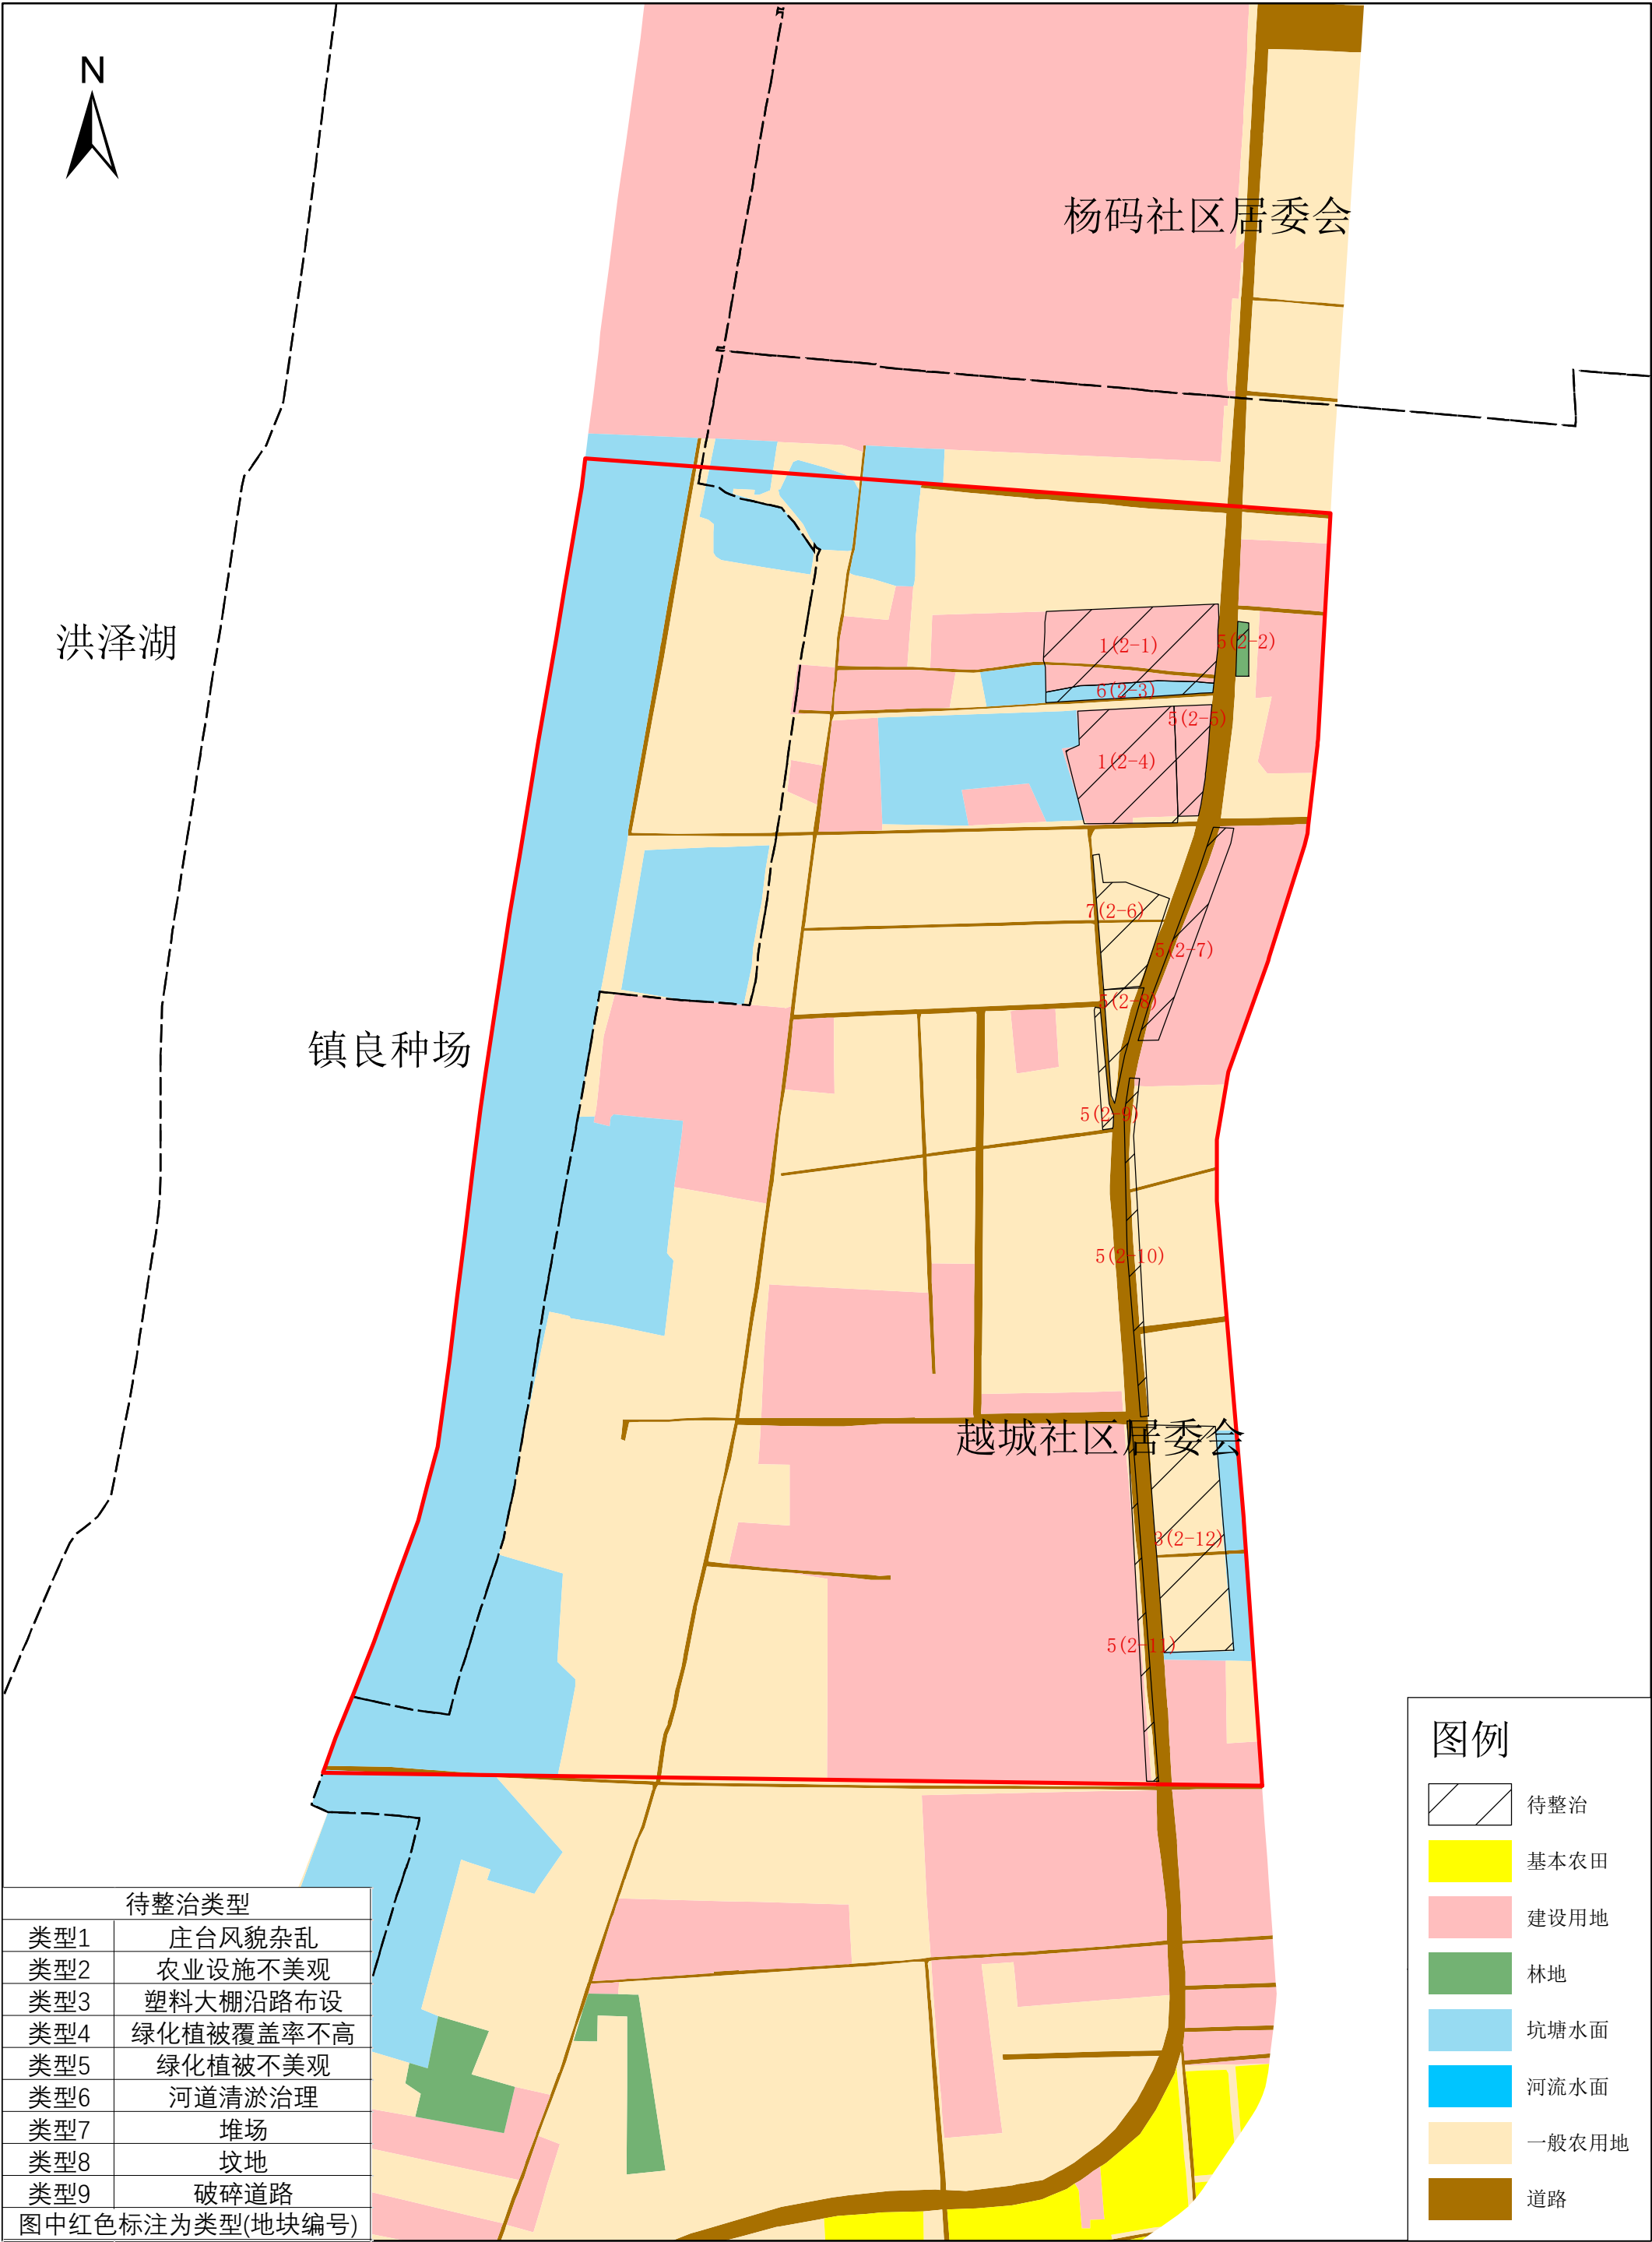 N
杨码社区居委会
洪泽湖
1(2-1)
5(2-2)
6(2-3)
5(2-5)
1(2-4)
7(2-6)
5(2-7)
5(2-8)
镇良种场
5(2-9)
5(2-10)
越城社区居委会
3(2-12)
5(2-11)
图例
待整治
基本农田
建设用地
林地
坑塘水面
河流水面
一般农用地
道路
待整治类型
类型1 庄台风貌杂乱
类型2 农业设施不美观
类型3 塑料大棚沿路布设
类型4 绿化植被覆盖率不高
类型5 绿化植被不美观
类型6 河道清淤治理
类型7 堆场
类型8 坟地
类型9 破碎道路
图中红色标注为类型(地块编号)